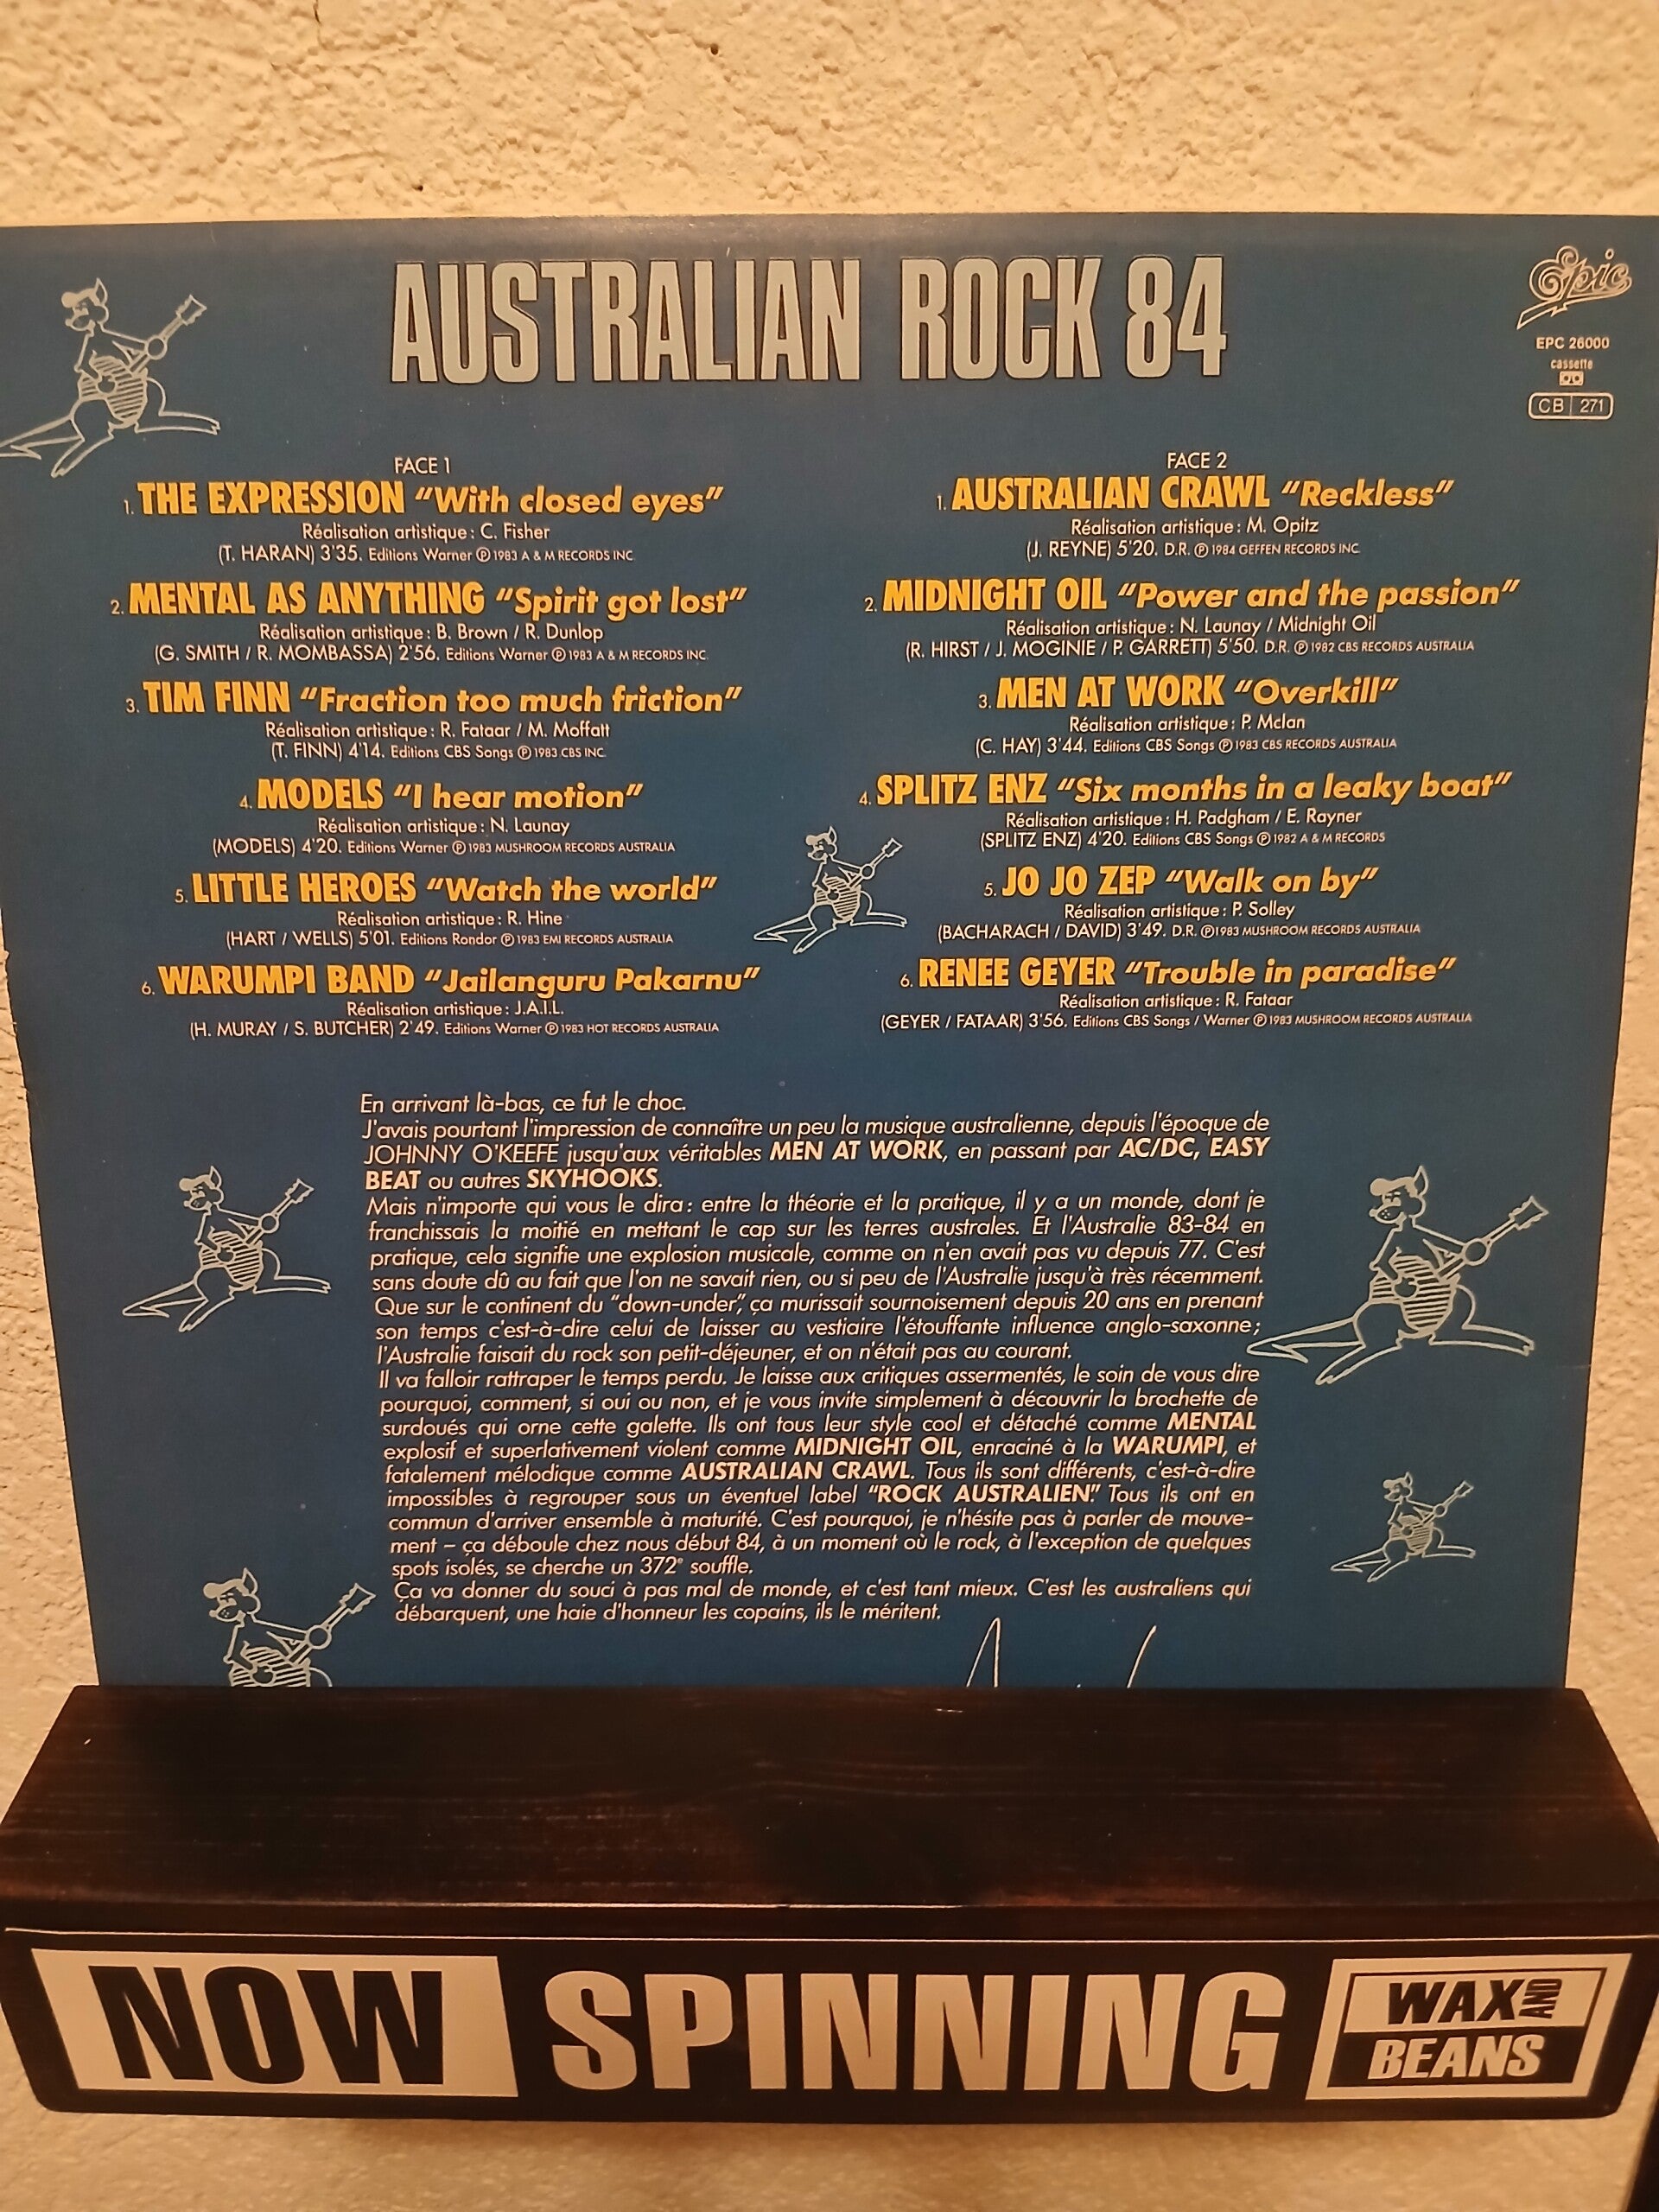 AUSTRALIAN ROCK 84
Epic
EPC 26000
cassette
CB 271
FACE 1
1. THE EXPRESSION "With closed eyes"
Réalisation artistique : C. Fisher
(T. HARAN) 3'35. Editions Warner Ⓟ 1983 A & M RECORDS INC.
2. MENTAL AS ANYTHING "Spirit got lost"
Réalisation artistique : B. Brown / R. Dunlop
(G. SMITH / R. MOMBASSA) 2'56. Editions Warner Ⓟ 1983 A & M RECORDS INC.
3. TIM FINN "Fraction too much friction"
Réalisation artistique : R. Fataar / M. Moffatt
(T. FINN) 4'14. Editions CBS Songs Ⓟ 1983 CBS INC.
4. MODELS "I hear motion"
Réalisation artistique : N. Launay
(MODELS) 4'20. Editions Warner Ⓟ 1983 MUSHROOM RECORDS AUSTRALIA
5. LITTLE HEROES "Watch the world"
Réalisation artistique : R. Hine
(HART / WELLS) 5'01. Editions Rondor Ⓟ 1983 EMI RECORDS AUSTRALIA
6. WARUMPI BAND "Jailanguru Pakarnu"
Réalisation artistique : J.A.I.L.
(H. MURAY / S. BUTCHER) 2'49. Editions Warner Ⓟ 1983 HOT RECORDS AUSTRALIA
FACE 2
1. AUSTRALIAN CRAWL "Reckless"
Réalisation artistique : M. Opitz
(J. REYNE) 5'20. D.R. Ⓟ 1984 GEFFEN RECORDS INC.
2. MIDNIGHT OIL "Power and the passion"
Réalisation artistique : N. Launay / Midnight Oil
(R. HIRST / J. MOGINIE / P. GARRETT) 5'50. D.R. Ⓟ 1982 CBS RECORDS AUSTRALIA
3. MEN AT WORK "Overkill"
Réalisation artistique : P. McIan
(C. HAY) 3'44. Editions CBS Songs Ⓟ 1983 CBS RECORDS AUSTRALIA
4. SPLITZ ENZ "Six months in a leaky boat"
Réalisation artistique : H. Padgham / E. Rayner
(SPLITZ ENZ) 4'20. Editions CBS Songs Ⓟ 1982 A & M RECORDS
5. JO JO ZEP "Walk on by"
Réalisation artistique : P. Solley
(BACHARACH / DAVID) 3'49. D.R. Ⓟ 1983 MUSHROOM RECORDS AUSTRALIA
6. RENEE GEYER "Trouble in paradise"
Réalisation artistique : R. Fataar
(GEYER / FATAAR) 3'56. Editions CBS Songs / Warner Ⓟ 1983 MUSHROOM RECORDS AUSTRALIA
En arrivant là-bas, ce fut le choc.
J'avais pourtant l'impression de connaître un peu la musique australienne, depuis l'époque de
JOHNNY O'KEEFE jusqu'aux véritables MEN AT WORK, en passant par AC/DC, EASY
BEAT ou autres SKYHOOKS.
Mais n'importe qui vous le dira : entre la théorie et la pratique, il y a un monde, dont je
franchissais la moitié en mettant le cap sur les terres australes. Et l'Australie 83-84 en
pratique, cela signifie une explosion musicale, comme on n'en avait pas vu depuis 77. C'est
sans doute dû au fait que l'on ne savait rien, ou si peu de l'Australie jusqu'à très récemment.
Que sur le continent du "down-under", ça murissait sournoisement depuis 20 ans en prenant
son temps c'est-à-dire celui de laisser au vestiaire l'étouffante influence anglo-saxonne ;
l'Australie faisait du rock son petit-déjeuner, et on n'était pas au courant.
Il va falloir rattraper le temps perdu. Je laisse aux critiques assermentés, le soin de vous dire
pourquoi, comment, si oui ou non, et je vous invite simplement à découvrir la brochette de
surdoués qui orne cette galette. Ils ont tous leur style cool et détaché comme MENTAL
explosif et superlativement violent comme MIDNIGHT OIL, enraciné à la WARUMPI, et
fatalement mélodique comme AUSTRALIAN CRAWL. Tous ils sont différents, c'est-à-dire
impossibles à regrouper sous un éventuel label "ROCK AUSTRALIEN". Tous ils ont en
commun d'arriver ensemble à maturité. C'est pourquoi, je n'hésite pas à parler de mouve-
ment – ça déboule chez nous début 84, à un moment où le rock, à l'exception de quelques
spots isolés, se cherche un 372e souffle.
Ça va donner du souci à pas mal de monde, et c'est tant mieux. C'est les australiens qui
débarquent, une haie d'honneur les copains, ils le méritent.
NOW SPINNING
WAX AND
BEANS